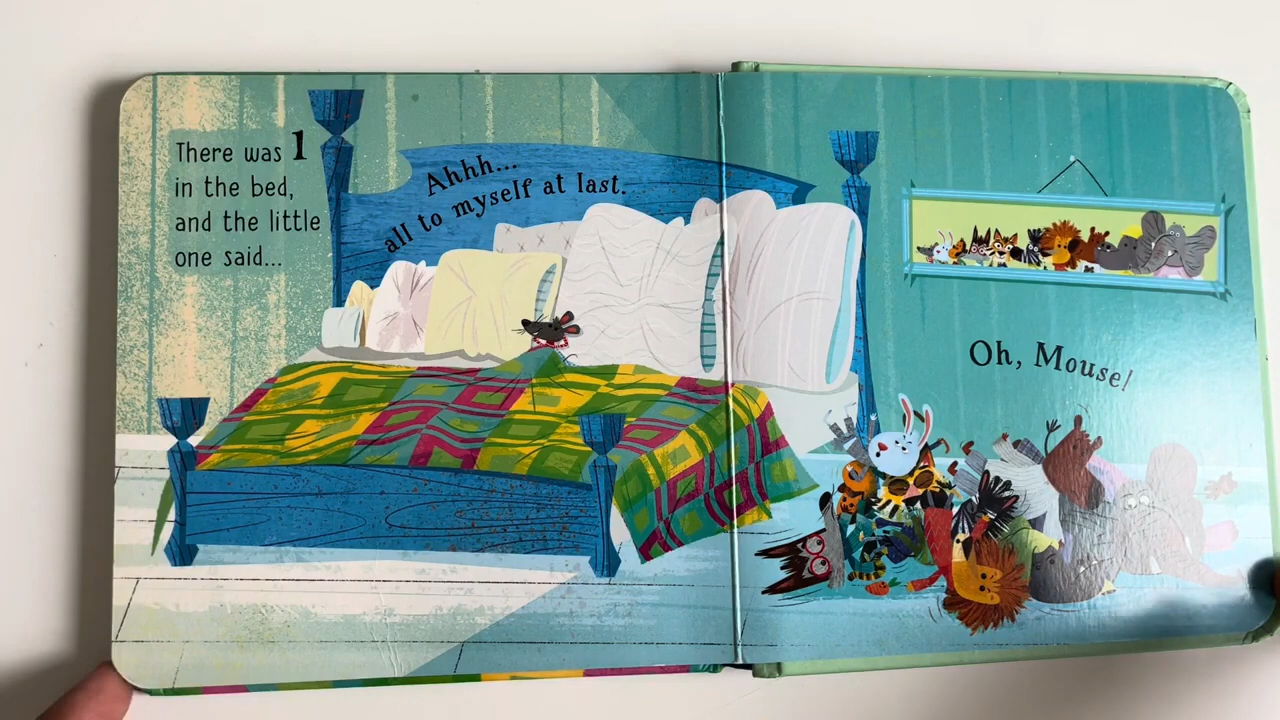 There was 1
in the bed,
and the little
one said...
Ahhh...
all to myself at last.
Oh, Mouse!